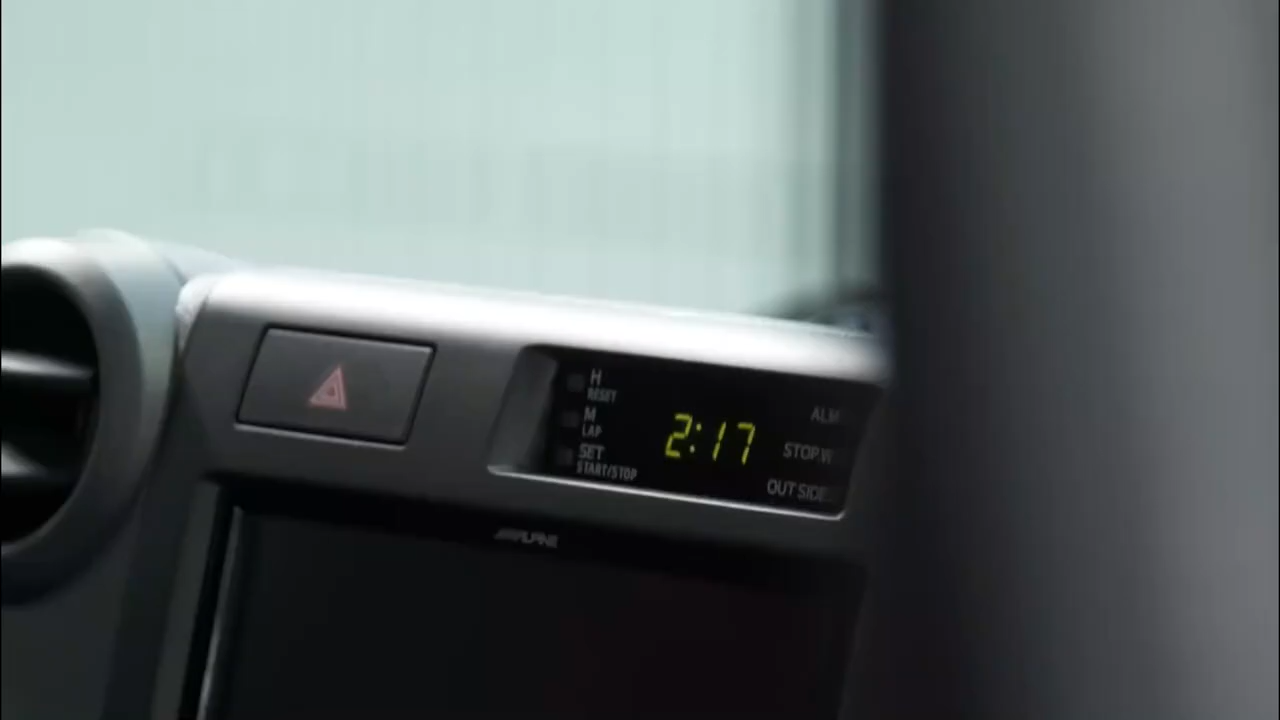 H
RESET
M
LAP
SET
START/STOP
2:17
ALM
STOP W
OUT SIDE
ALPINE